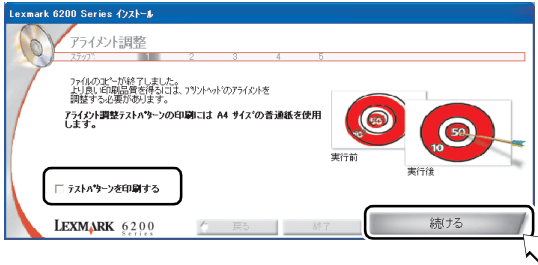 Lexmark 6200 Series インストール
アライメント調整
ステップ 2 3 4 5
ファイルのコピーが終了しました。
より良い印刷品質を得るには、プリントヘッドのアライメントを
調整する必要があります。
アライメント調整テストパターンの印刷には A4 サイズの普通紙を使用
します。
50
10
実行前
50
10
実行後
テストパターンを印刷する
LEXMARK 6200
Series
戻る
終了
続ける